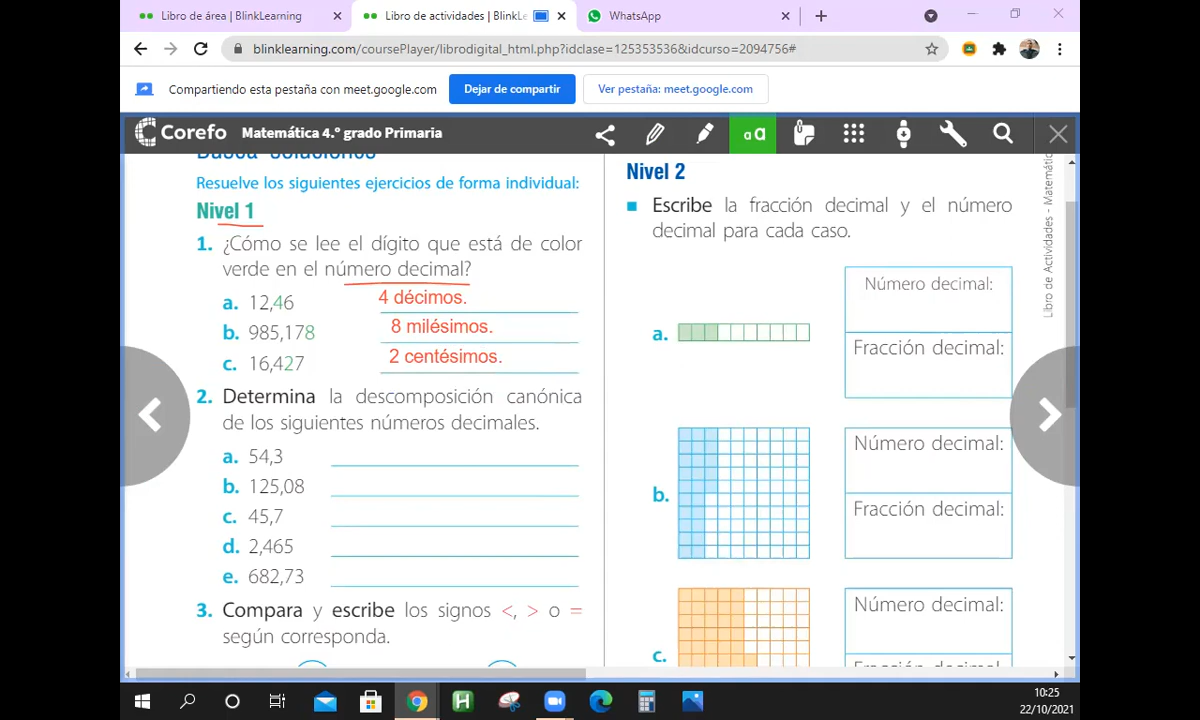 Libro de área | BlinkLearning
Libro de actividades | BlinkLe
WhatsApp
blinklearning.com/coursePlayer/librodigital_html.php?idclase=125353536&idcurso=2094756#
Compartiendo esta pestaña con meet.google.com
Dejar de compartir
Ver pestaña: meet.google.com
Corefo
Matemática 4.º grado Primaria
aa
Busca soluciones
Resuelve los siguientes ejercicios de forma individual:
Nivel 1
1. ¿Cómo se lee el dígito que está de color
verde en el número decimal?
a. 12,46 4 décimos.
b. 985,178 8 milésimos.
c. 16,427 2 centésimos.
2. Determina la descomposición canónica
de los siguientes números decimales.
a. 54,3
b. 125,08
c. 45,7
d. 2,465
e. 682,73
3. Compara y escribe los signos <, > o =
según corresponda.
Nivel 2
Escribe la fracción decimal y el número
decimal para cada caso.
a.
Número decimal:
Fracción decimal:
b.
Número decimal:
Fracción decimal:
c.
Número decimal:
Fracción decimal:
Libro de Actividades - Matemátic
10:25
22/10/2021